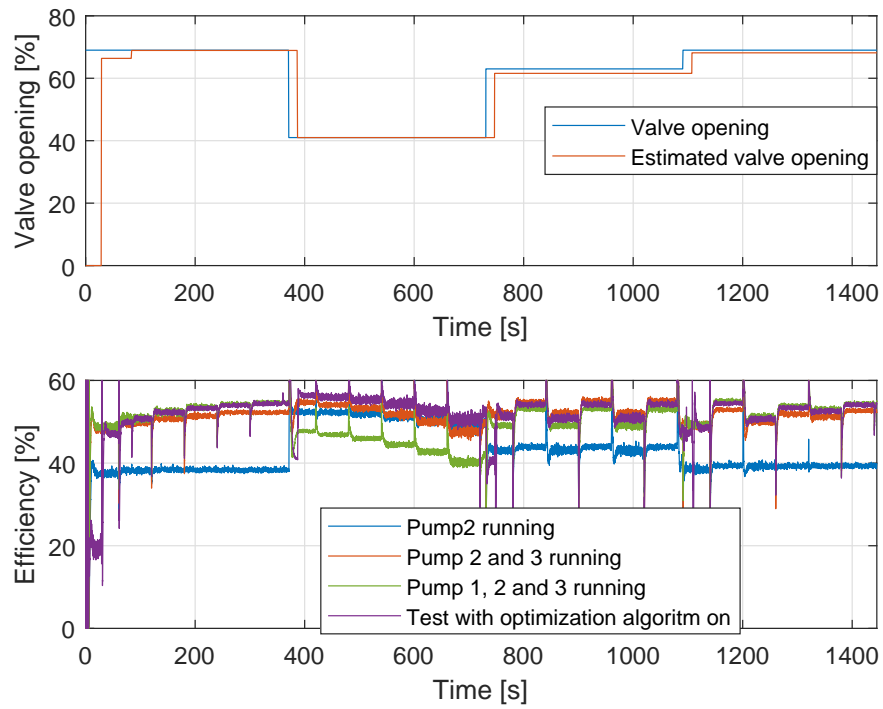 80
60
40
20
0
Valve opening [%]
Valve opening
Estimated valve opening
0 200 400 600 800 1000 1200 1400
Time [s]
60
40
20
0
Efficiency [%]
Pump2 running
Pump 2 and 3 running
Pump 1, 2 and 3 running
Test with optimization algoritm on
0 200 400 600 800 1000 1200 1400
Time [s]